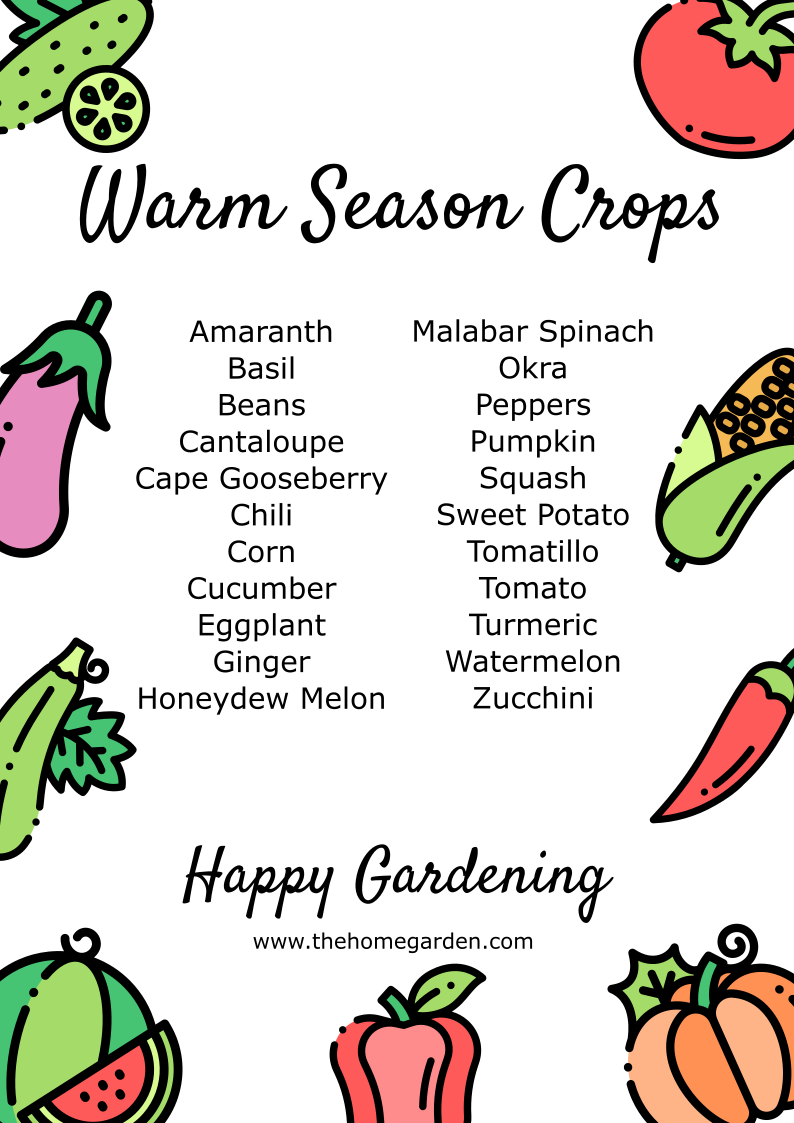 Warm Season Crops
Amaranth
Basil
Beans
Cantaloupe
Cape Gooseberry
Chili
Corn
Cucumber
Eggplant
Ginger
Honeydew Melon
Malabar Spinach
Okra
Peppers
Pumpkin
Squash
Sweet Potato
Tomatillo
Tomato
Turmeric
Watermelon
Zucchini
Happy Gardening
www.thehomegarden.com